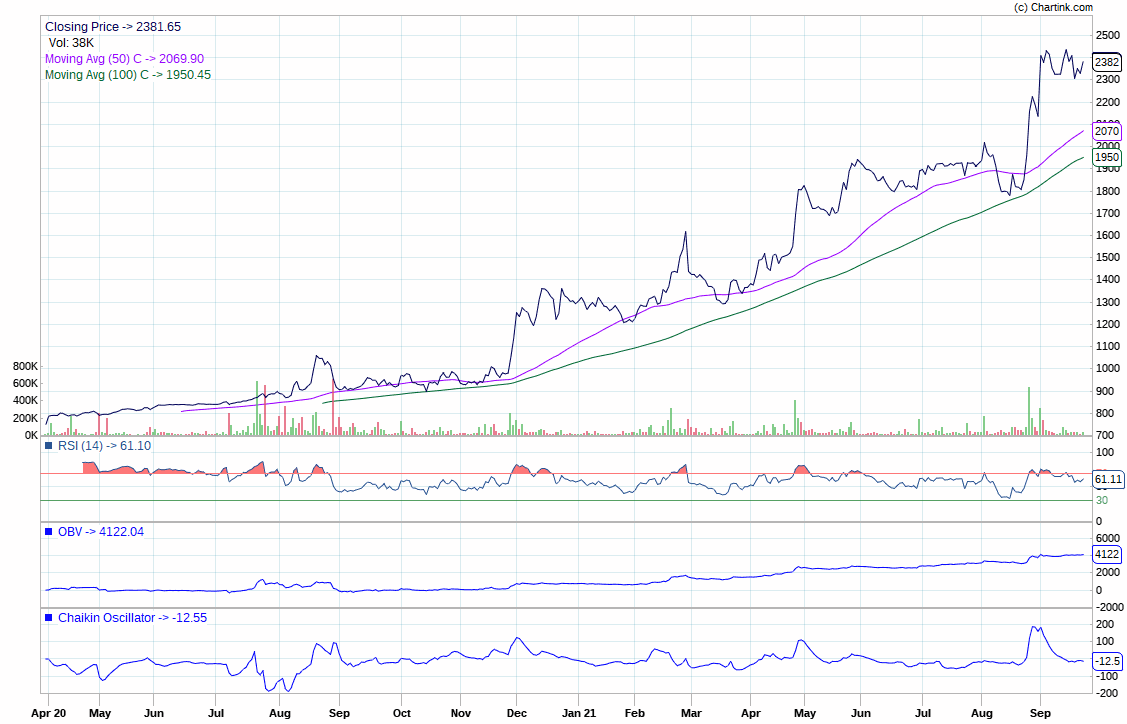 (c) Chartink.com
Closing Price -> 2381.65
Vol: 38K
Moving Avg (50) C -> 2069.90
Moving Avg (100) C -> 1950.45
2500
2382
2300
2200
2100
2070
2000
1950
1900
1800
1700
1600
1500
1400
1300
1200
1100
1000
900
800
700
800K
600K
400K
200K
0K
RSI (14) -> 61.10
100
61.11
30
0
OBV -> 4122.04
6000
4122
2000
0
-2000
Chaikin Oscillator -> -12.55
200
100
-12.5
-100
-200
Apr 20 May Jun Jul Aug Sep Oct Nov Dec Jan 21 Feb Mar Apr May Jun Jul Aug Sep